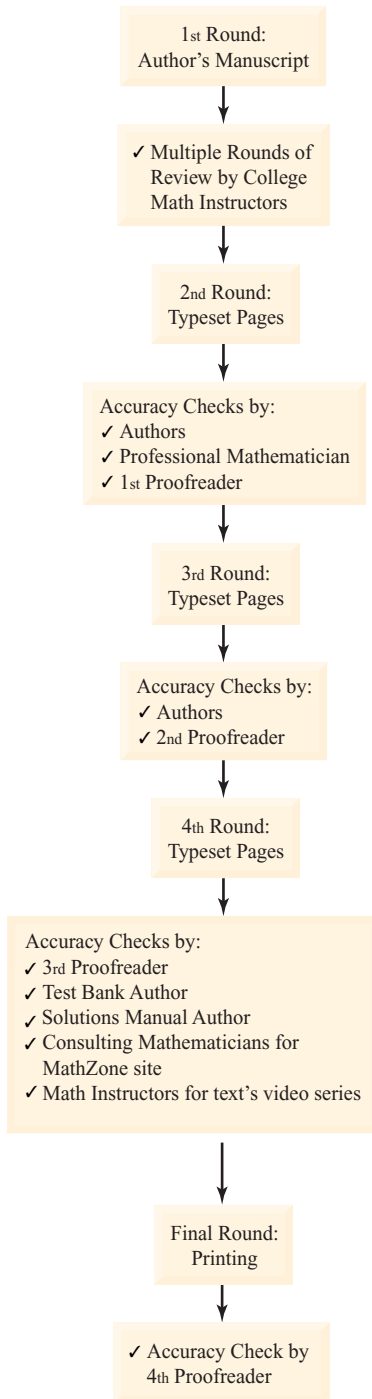 1st Round:
Author's Manuscript
✓ Multiple Rounds of
Review by College
Math Instructors
2nd Round:
Typeset Pages
Accuracy Checks by:
✓ Authors
✓ Professional Mathematician
✓ 1st Proofreader
3rd Round:
Typeset Pages
Accuracy Checks by:
✓ Authors
✓ 2nd Proofreader
4th Round:
Typeset Pages
Accuracy Checks by:
✓ 3rd Proofreader
✓ Test Bank Author
✓ Solutions Manual Author
✓ Consulting Mathematicians for
MathZone site
✓ Math Instructors for text's video series
Final Round:
Printing
✓ Accuracy Check by
4th Proofreader